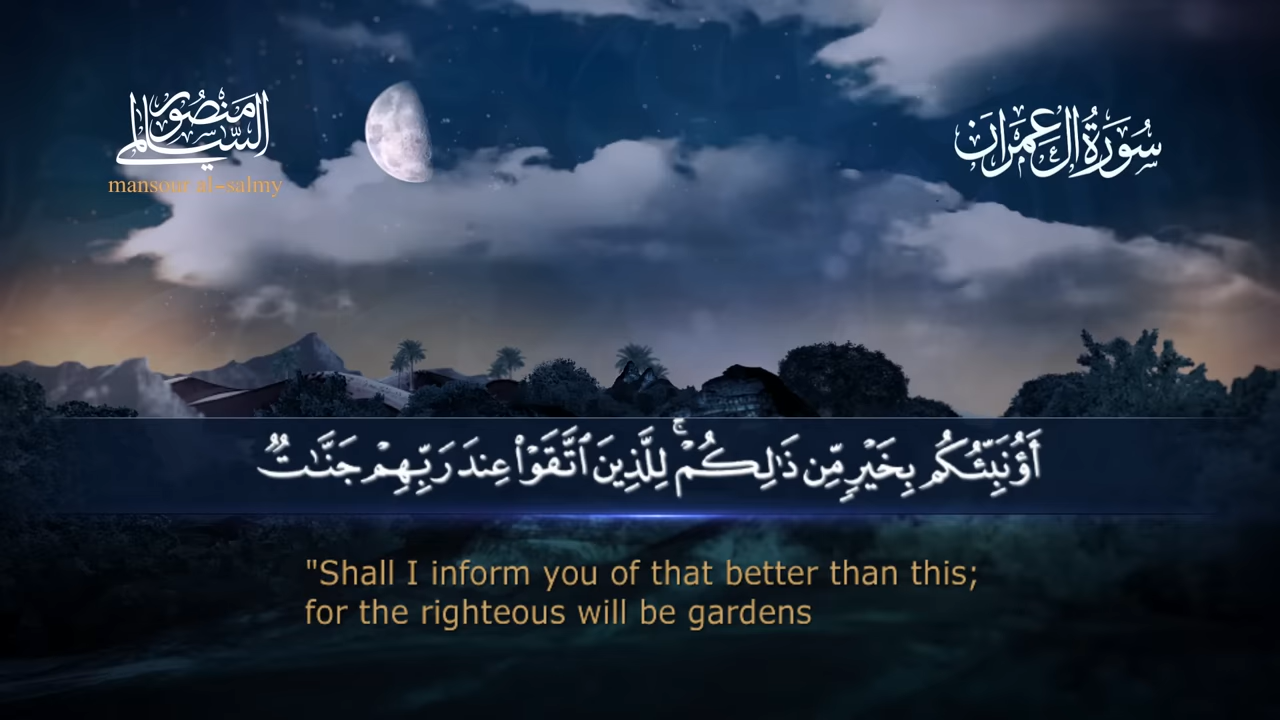 منصور
السالمي
mansour al-salmy
سُورَةُ آلِ عِمْرَان
أَؤُنَبِّئُكُم بِخَيْرٍ مِّن ذَٰلِكُمْ ۚ لِلَّذِينَ ٱتَّقَوْا۟ عِندَ رَبِّهِمْ جَنَّـٰتٌ
"Shall I inform you of that better than this;
for the righteous will be gardens